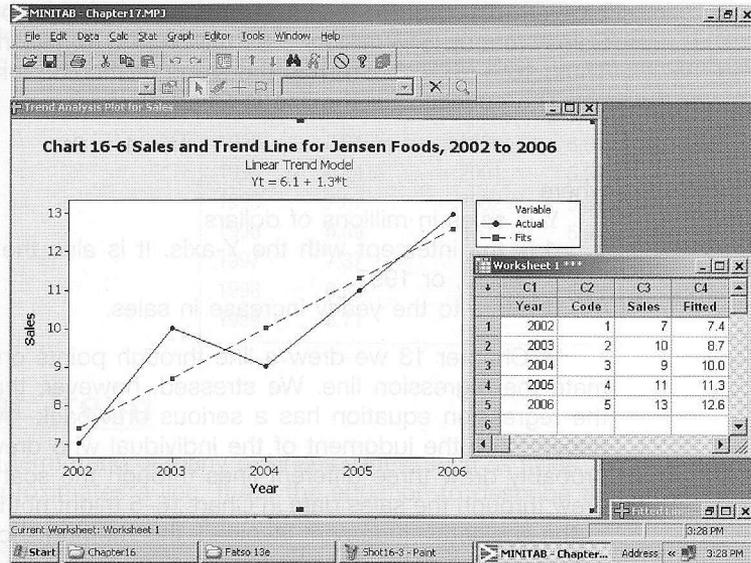 MINITAB - Chapter17.MPJ
File Edit Data Calc Stat Graph Editor Tools Window Help
Trend Analysis Plot for Sales
Chart 16-6 Sales and Trend Line for Jensen Foods, 2002 to 2006
Linear Trend Model
Yt = 6.1 + 1.3*t
Variable
Actual
Fits
13
12
11
10
9
8
7
Sales
2002 2003 2004 2005 2006
Year
Worksheet 1 ***
C1 C2 C3 C4
Year Code Sales Fitted
1 2002 1 7 7.4
2 2003 2 10 8.7
3 2004 3 9 10.0
4 2005 4 11 11.3
5 2006 5 13 12.6
6
Current Worksheet: Worksheet 1
3:28 PM
Start Chapter16 Fatso 13e Shot16-3 - Paint MINITAB - Chapter... Address « 3:28 PM